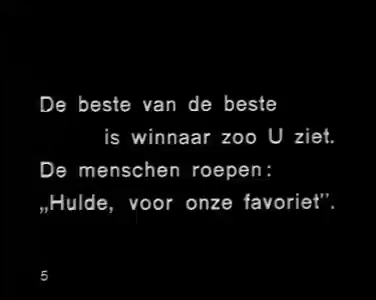 De beste van de beste
is winnaar zoo U ziet.
De menschen roepen:
„Hulde, voor onze favoriet”.
5